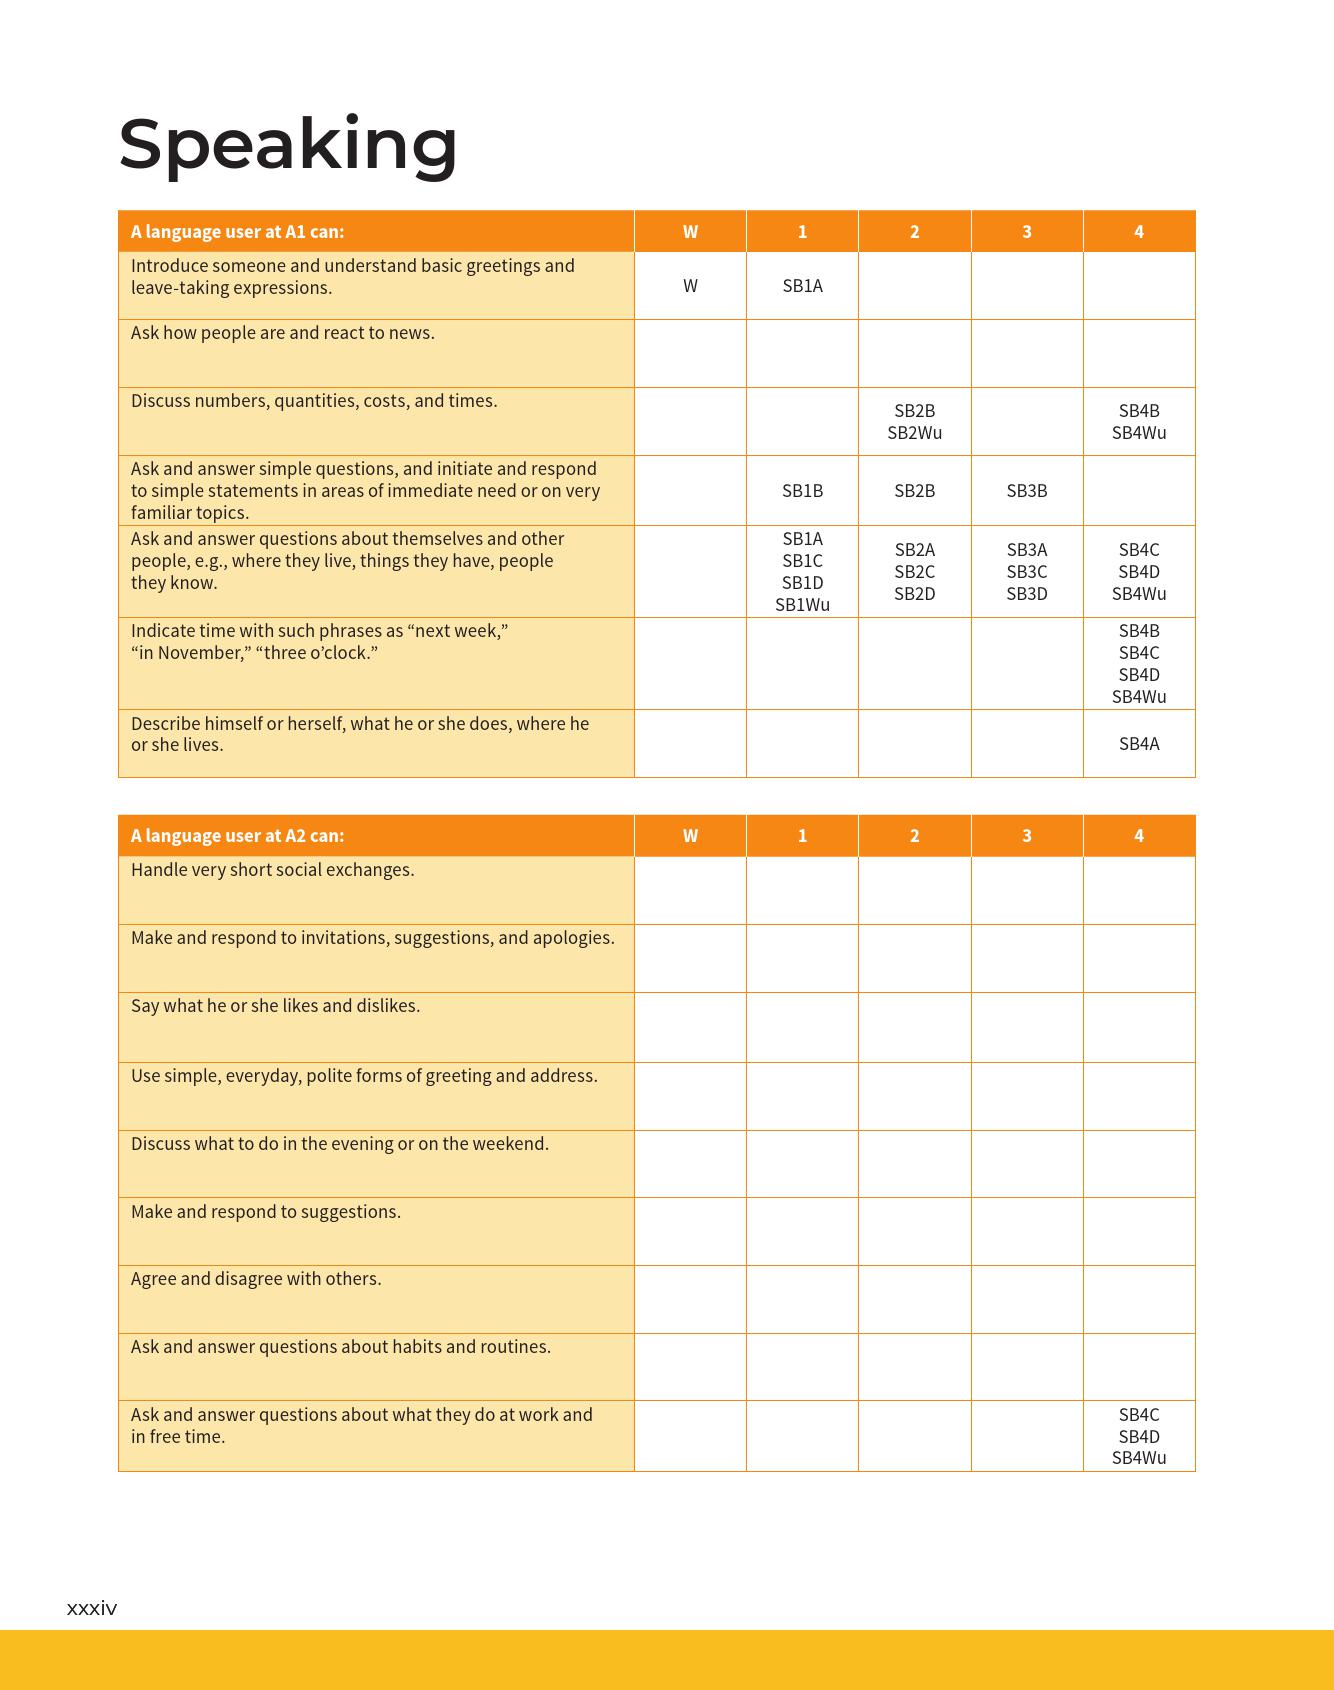 Speaking
A language user at A1 can: W 1 2 3 4
Introduce someone and understand basic greetings and
leave-taking expressions.
W SB1A
Ask how people are and react to news.
Discuss numbers, quantities, costs, and times.
SB2B SB4B
SB2Wu SB4Wu
Ask and answer simple questions, and initiate and respond
to simple statements in areas of immediate need or on very
familiar topics.
SB1B SB2B SB3B
Ask and answer questions about themselves and other
people, e.g., where they live, things they have, people
they know.
SB1A
SB1C
SB1D
SB1Wu
SB2A
SB2C
SB2D
SB3A
SB3C
SB3D
SB4C
SB4D
SB4Wu
Indicate time with such phrases as “next week,”
“in November,” “three o’clock.”
SB4B
SB4C
SB4D
SB4Wu
Describe himself or herself, what he or she does, where he
or she lives.
SB4A
A language user at A2 can: W 1 2 3 4
Handle very short social exchanges.
Make and respond to invitations, suggestions, and apologies.
Say what he or she likes and dislikes.
Use simple, everyday, polite forms of greeting and address.
Discuss what to do in the evening or on the weekend.
Make and respond to suggestions.
Agree and disagree with others.
Ask and answer questions about habits and routines.
Ask and answer questions about what they do at work and
in free time.
SB4C
SB4D
SB4Wu
xxxiv